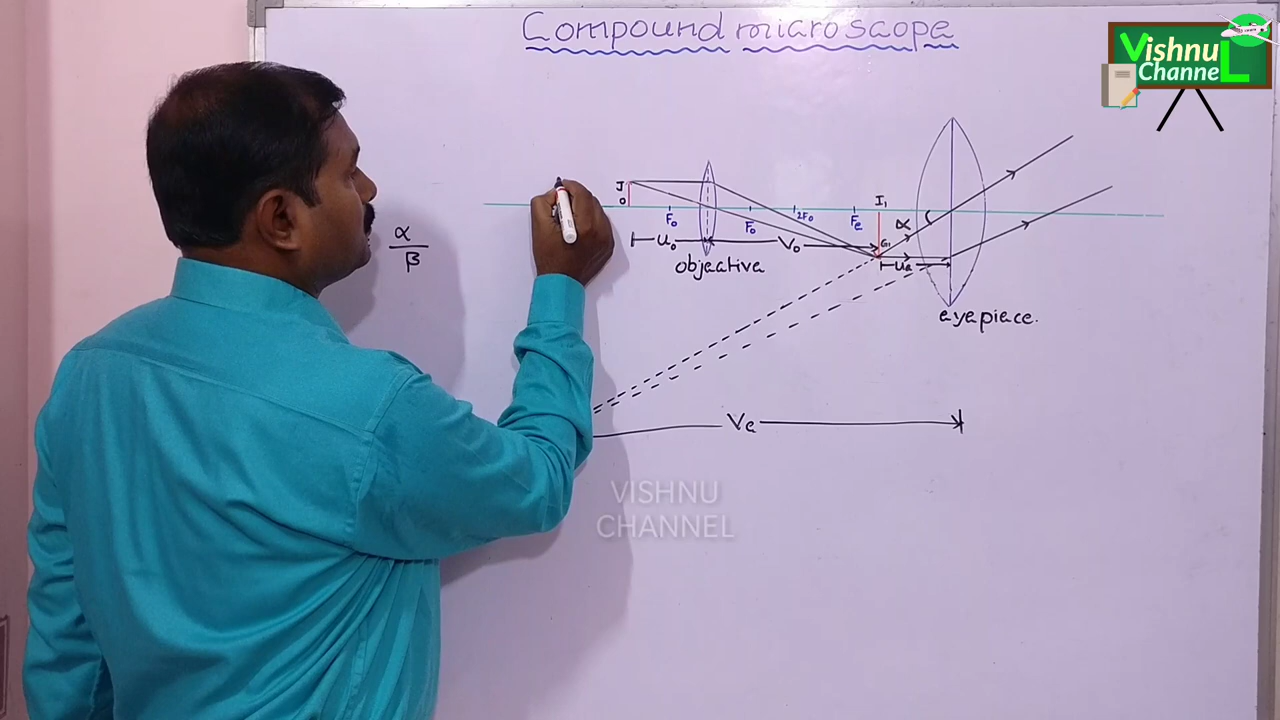 Compound microscope
Vishnu
ChanneL
J
O
I₁
α
β
F₀
F₀
2F₀
Fe
α
G₁
u₀
V₀
ue
objective
eyepiece.
Ve
VISHNU
CHANNEL